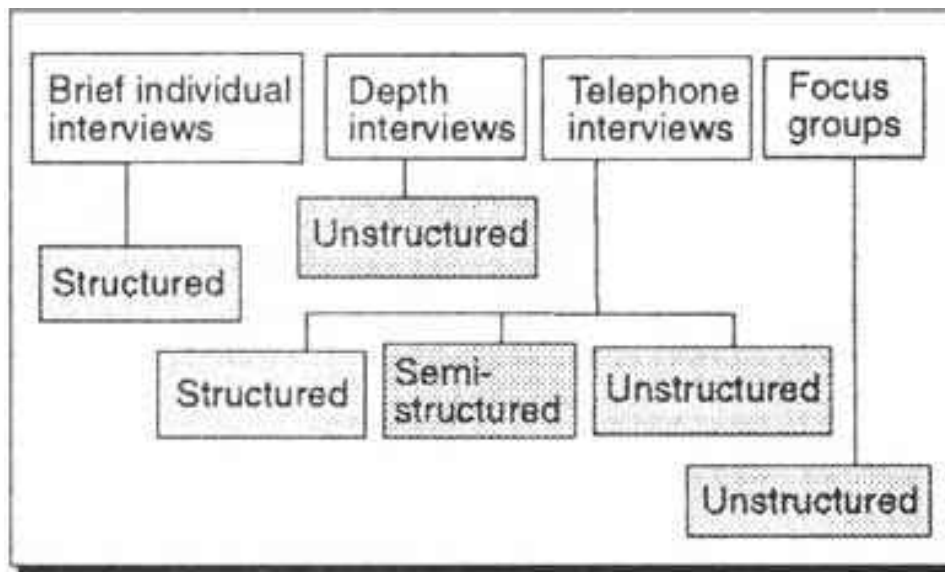 Brief individual
interviews
Depth
interviews
Telephone
interviews
Focus
groups
Unstructured
Structured
Structured
Semi-
structured
Unstructured
Unstructured